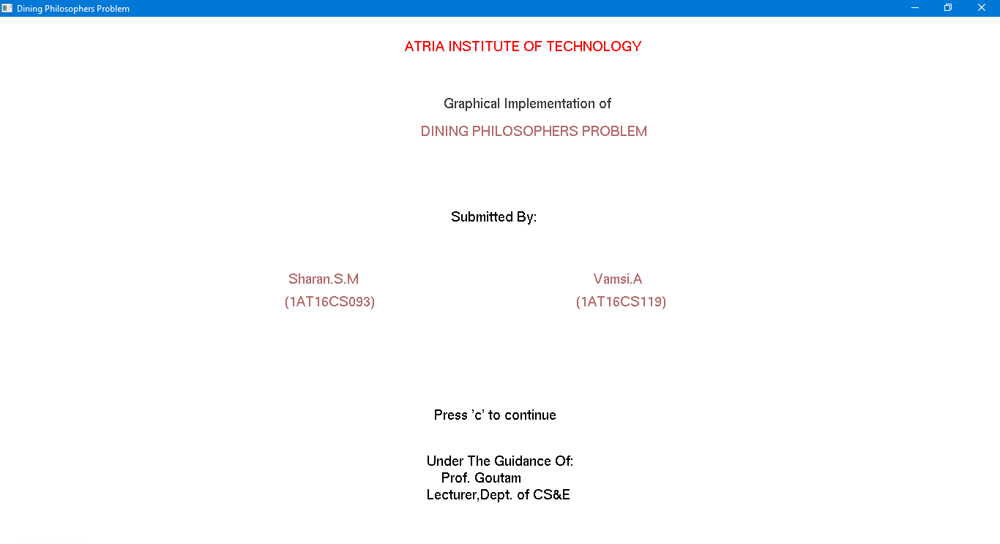 Dining Philosophers Problem
ATRIA INSTITUTE OF TECHNOLOGY
Graphical Implementation of
DINING PHILOSOPHERS PROBLEM
Submitted By:
Sharan.S.M Vamsi.A
(1AT16CS093) (1AT16CS119)
Press 'c' to continue
Under The Guidance Of:
Prof. Goutam
Lecturer,Dept. of CS&E